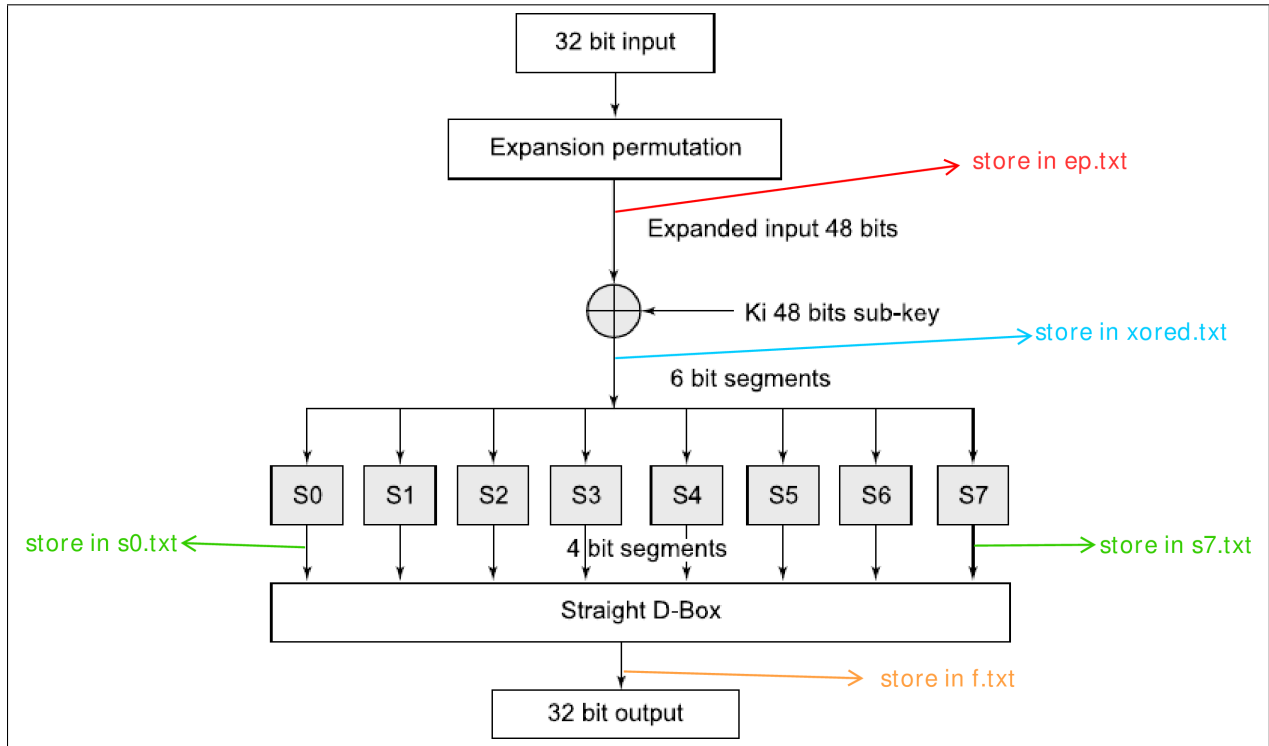 32 bit input
Expansion permutation
store in ep.txt
Expanded input 48 bits
Ki 48 bits sub-key
store in xored.txt
6 bit segments
S0
S1
S2
S3
S4
S5
S6
S7
store in s0.txt
4 bit segments
store in s7.txt
Straight D-Box
store in f.txt
32 bit output